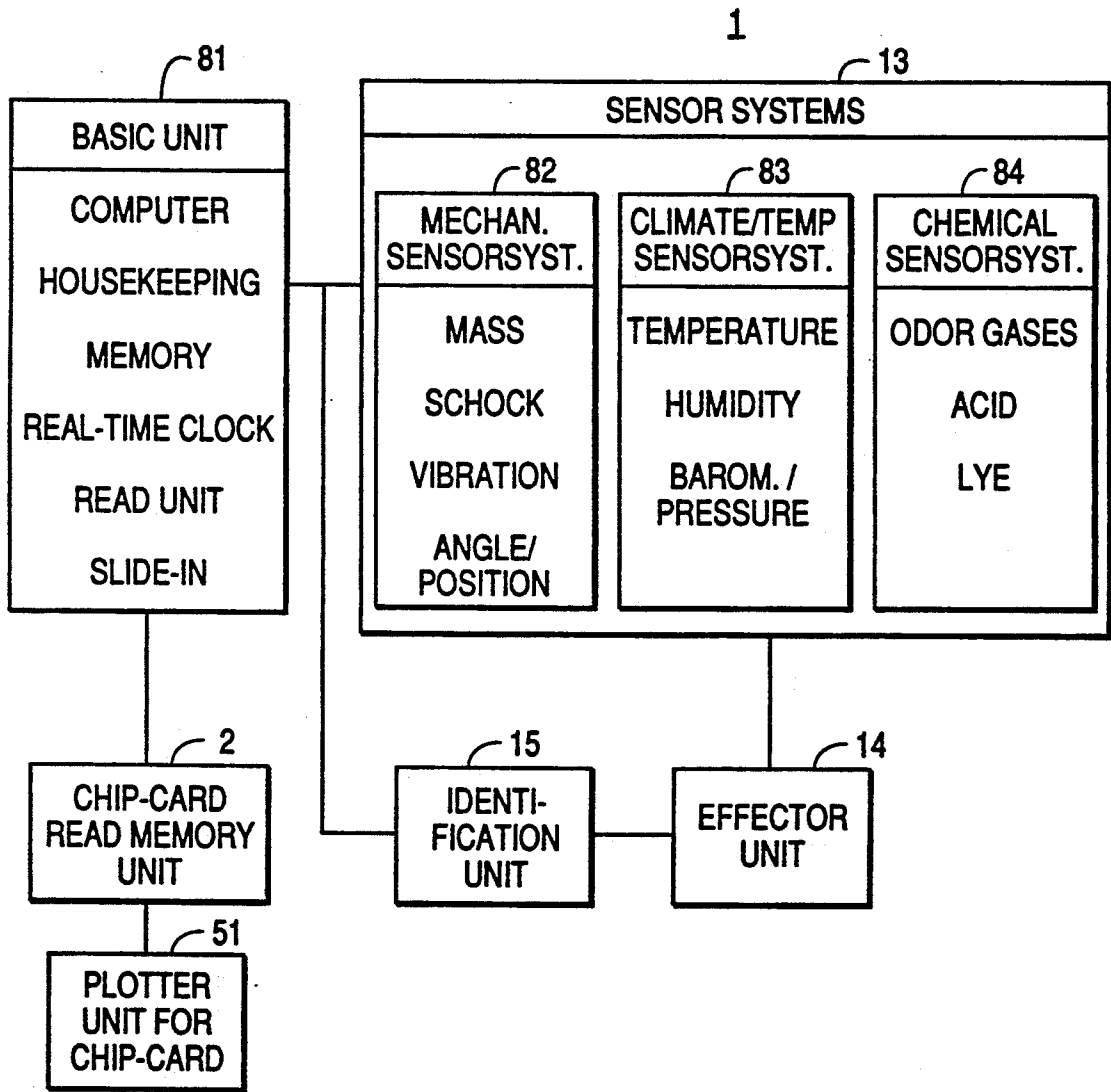 1
81
BASIC UNIT
COMPUTER
HOUSEKEEPING
MEMORY
REAL-TIME CLOCK
READ UNIT
SLIDE-IN
13
SENSOR SYSTEMS
82
MECHAN.
SENSORSYST.
MASS
SCHOCK
VIBRATION
ANGLE/
POSITION
83
CLIMATE/TEMP
SENSORSYST.
TEMPERATURE
HUMIDITY
BAROM. /
PRESSURE
84
CHEMICAL
SENSORSYST.
ODOR GASES
ACID
LYE
2
CHIP-CARD
READ MEMORY
UNIT
15
IDENTI-
FICATION
UNIT
14
EFFECTOR
UNIT
51
PLOTTER
UNIT FOR
CHIP-CARD